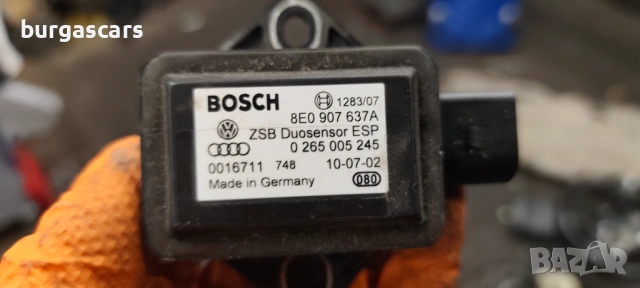 burgascars
BOSCH 1283/07
8E0 907 637A
ZSB Duosensor ESP
0 265 005 245
0016711 748 10-07-02
Made in Germany 080
BAZAR